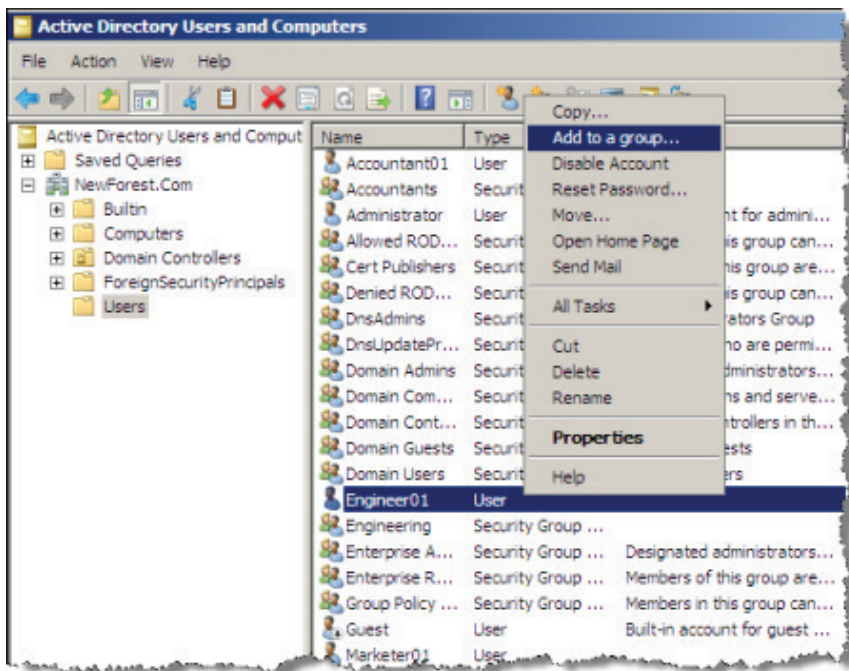 Active Directory Users and Computers
File Action View Help
Active Directory Users and Comput
Saved Queries
NewForest.Com
Builtin
Computers
Domain Controllers
ForeignSecurityPrincipals
Users
Name Type
Accountant01 User
Accountants Securit
Administrator User nt for admini...
Allowed ROD... Securit is group can...
Cert Publishers Securit is group are...
Denied ROD... Securit is group can...
DnsAdmins Securit ators Group
DnsUpdatePr... Securit o are permi...
Domain Admins Securit dministrators...
Domain Com... Securit ns and serve...
Domain Cont... Securit ntrollers in th...
Domain Guests Securit ests
Domain Users Securit ers
Engineer01 User
Engineering Security Group ...
Enterprise A... Security Group ... Designated administrators...
Enterprise R... Security Group ... Members of this group are...
Group Policy ... Security Group ... Members in this group can...
Guest User Built-in account for guest ...
Marketer01 User
Copy...
Add to a group...
Disable Account
Reset Password...
Move...
Open Home Page
Send Mail
All Tasks
Cut
Delete
Rename
Properties
Help